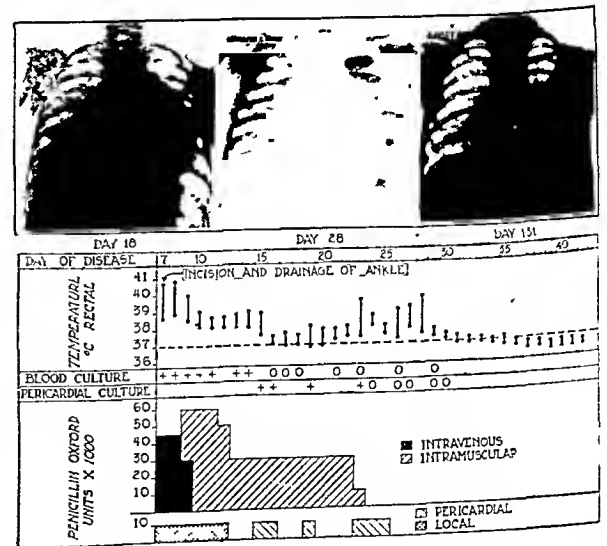 DAY 18 DAY 28 DAY 131
DAY OF DISEASE 7 10 15 20 25 30 35 40
[INCISION AND DRAINAGE OF ANKLE]
TEMPERATURE
°C RECTAL
41
40
39
38
37
36
BLOOD CULTURE + + + + + + + O O O O O O O O
PERICARDIAL CULTURE + + + + O O O O O
PENICILLIN OXFORD
UNITS X 1000
60
50
40
30
20
10
INTRAVENOUS
INTRAMUSCULAR
10
PERICARDIAL
LOCAL